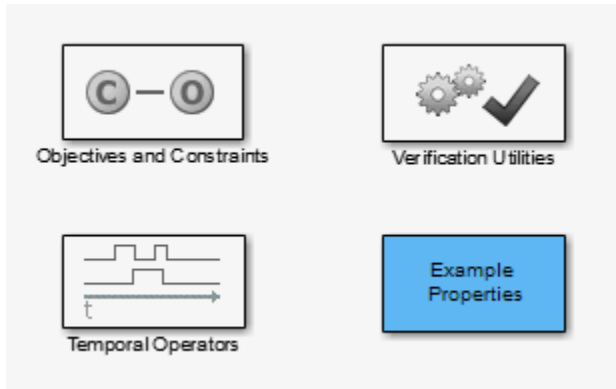 C
O
Objectives and Constraints
Verification Utilities
t
Temporal Operators
Example
Properties